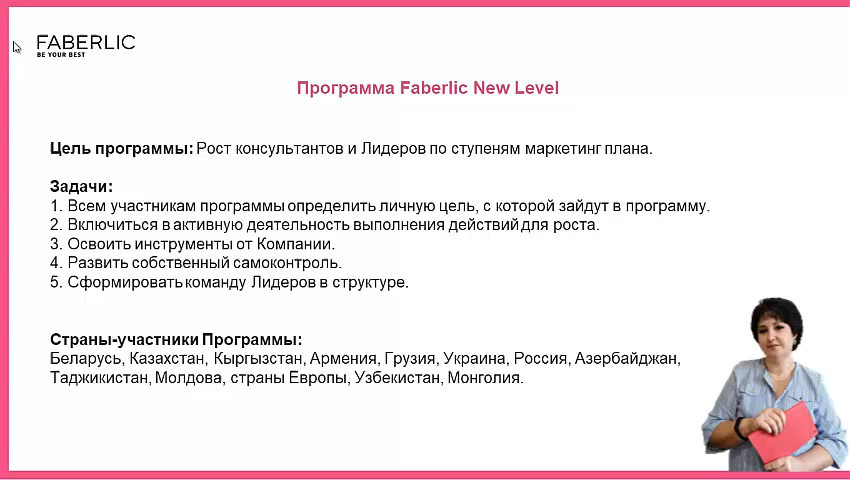 FABERLIC
BE YOUR BEST
Программа Faberlic New Level
Цель программы: Рост консультантов и Лидеров по ступеням маркетинг плана.
Задачи:
1. Всем участникам программы определить личную цель, с которой зайдут в программу.
2. Включиться в активную деятельность выполнения действий для роста.
3. Освоить инструменты от Компании.
4. Развить собственный самоконтроль.
5. Сформировать команду Лидеров в структуре.
Страны-участники Программы:
Беларусь, Казахстан, Кыргызстан, Армения, Грузия, Украина, Россия, Азербайджан,
Таджикистан, Молдова, страны Европы, Узбекистан, Монголия.